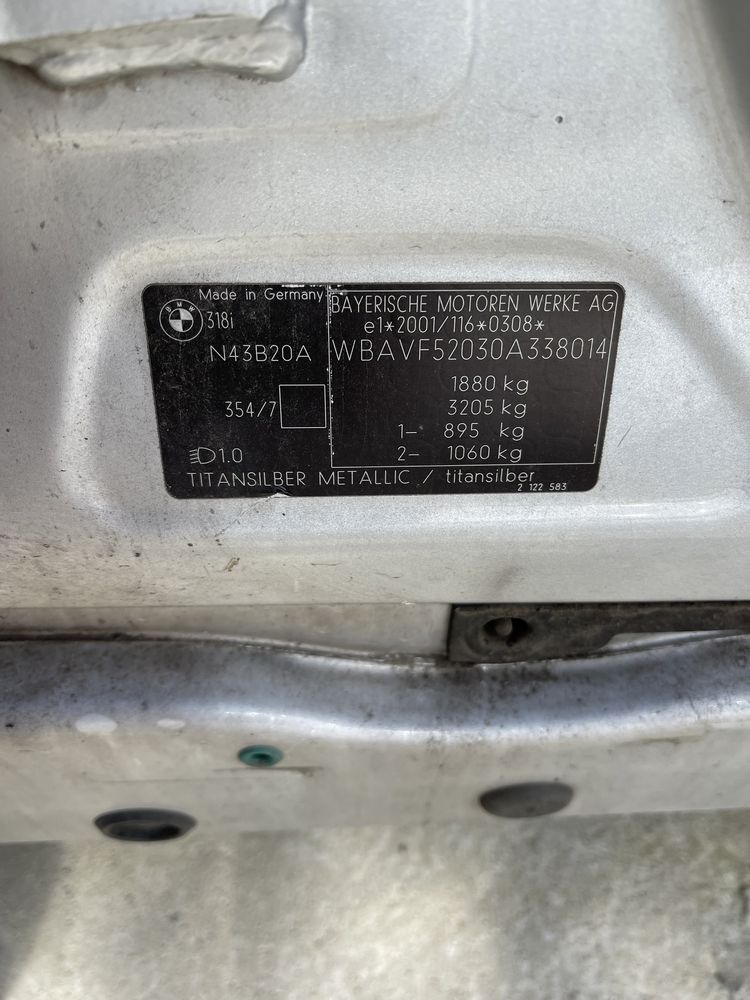 Made in Germany
BMW
318i
N43B20A
354/7
1.0
BAYERISCHE MOTOREN WERKE AG
e1*2001/116*0308*
WBAVF52030A338014
1880 kg
3205 kg
1- 895 kg
2- 1060 kg
TITANSILBER METALLIC / titansilber
2 122 583